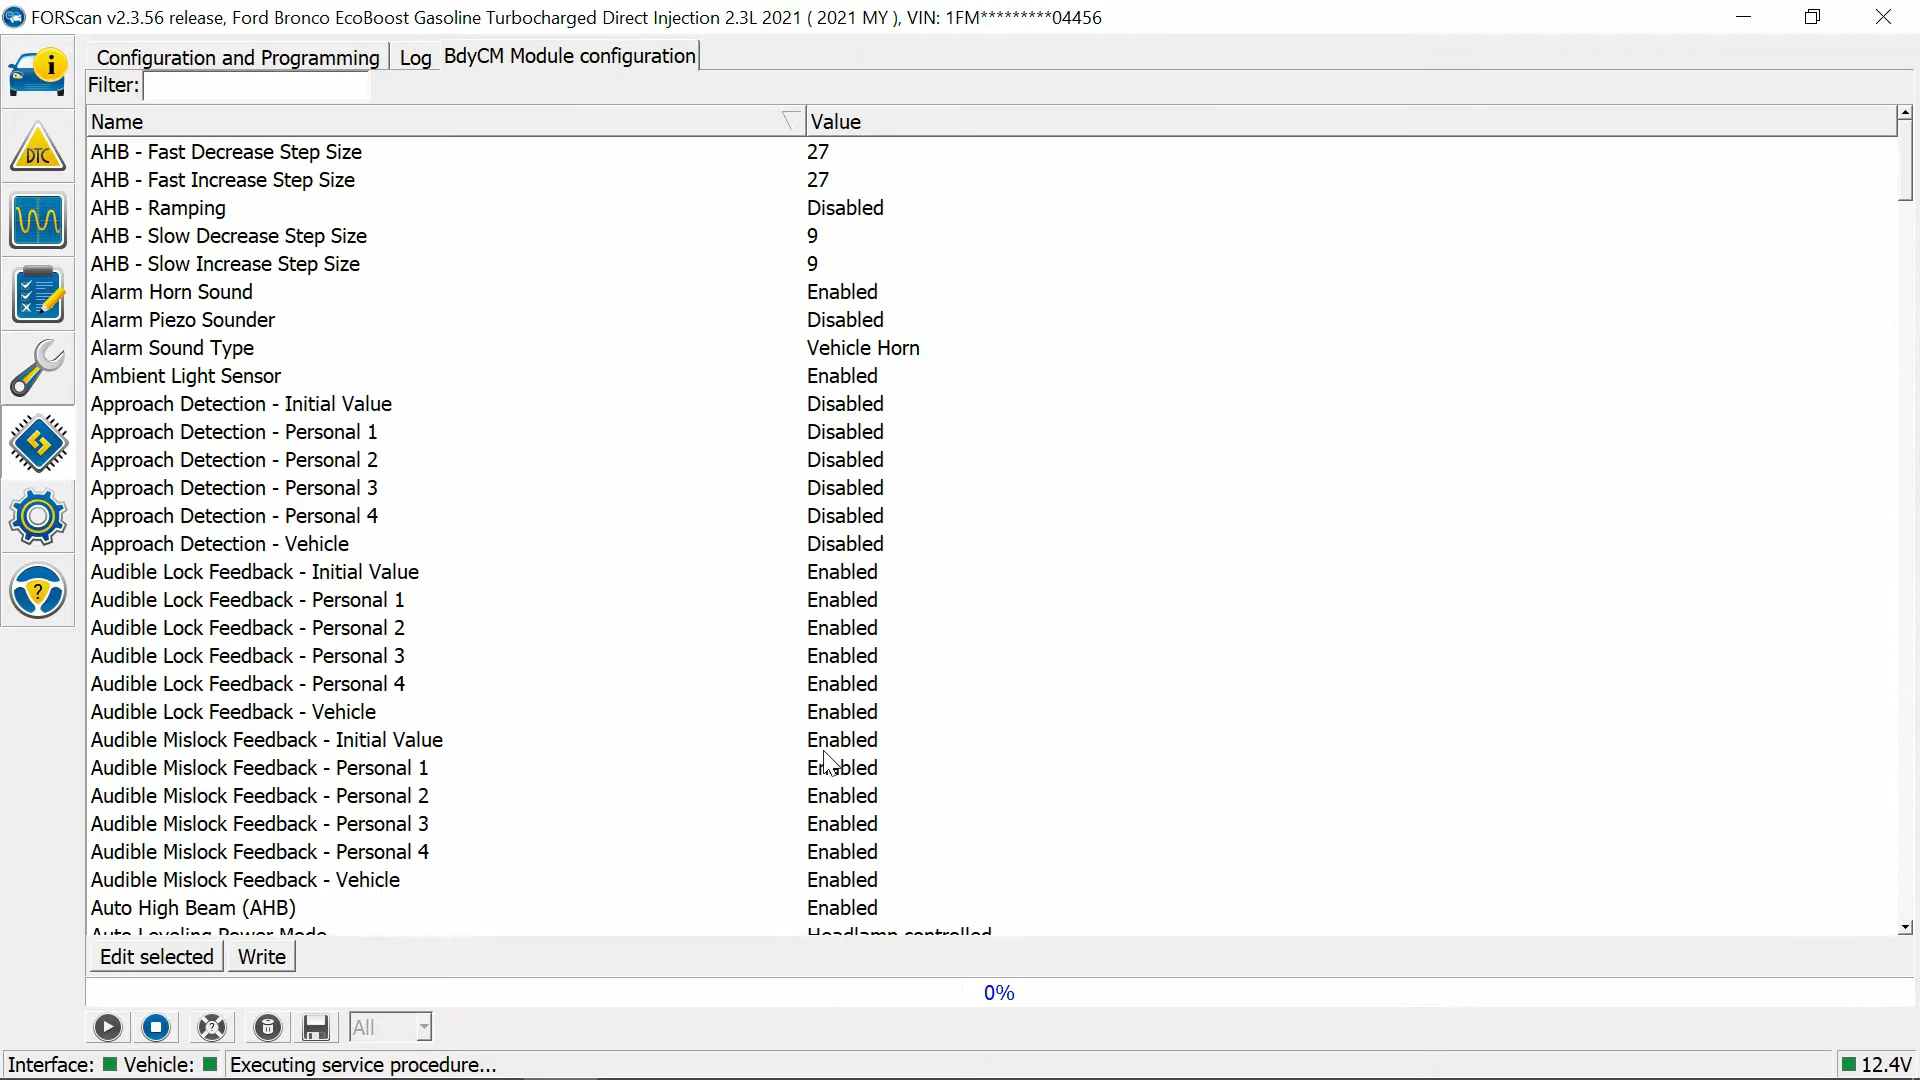 FORScan v2.3.56 release, Ford Bronco EcoBoost Gasoline Turbocharged Direct Injection 2.3L 2021 ( 2021 MY ), VIN: 1FM*********04456
Configuration and Programming Log BdyCM Module configuration
Filter:
Name Value
AHB - Fast Decrease Step Size 27
AHB - Fast Increase Step Size 27
AHB - Ramping Disabled
AHB - Slow Decrease Step Size 9
AHB - Slow Increase Step Size 9
Alarm Horn Sound Enabled
Alarm Piezo Sounder Disabled
Alarm Sound Type Vehicle Horn
Ambient Light Sensor Enabled
Approach Detection - Initial Value Disabled
Approach Detection - Personal 1 Disabled
Approach Detection - Personal 2 Disabled
Approach Detection - Personal 3 Disabled
Approach Detection - Personal 4 Disabled
Approach Detection - Vehicle Disabled
Audible Lock Feedback - Initial Value Enabled
Audible Lock Feedback - Personal 1 Enabled
Audible Lock Feedback - Personal 2 Enabled
Audible Lock Feedback - Personal 3 Enabled
Audible Lock Feedback - Personal 4 Enabled
Audible Lock Feedback - Vehicle Enabled
Audible Mislock Feedback - Initial Value Enabled
Audible Mislock Feedback - Personal 1 Enabled
Audible Mislock Feedback - Personal 2 Enabled
Audible Mislock Feedback - Personal 3 Enabled
Audible Mislock Feedback - Personal 4 Enabled
Audible Mislock Feedback - Vehicle Enabled
Auto High Beam (AHB) Enabled
Auto Leveling Power Mode Headlamp controlled
Edit selected Write
0%
All
Interface: Vehicle: Executing service procedure... 12.4V
i
DTC
?
?